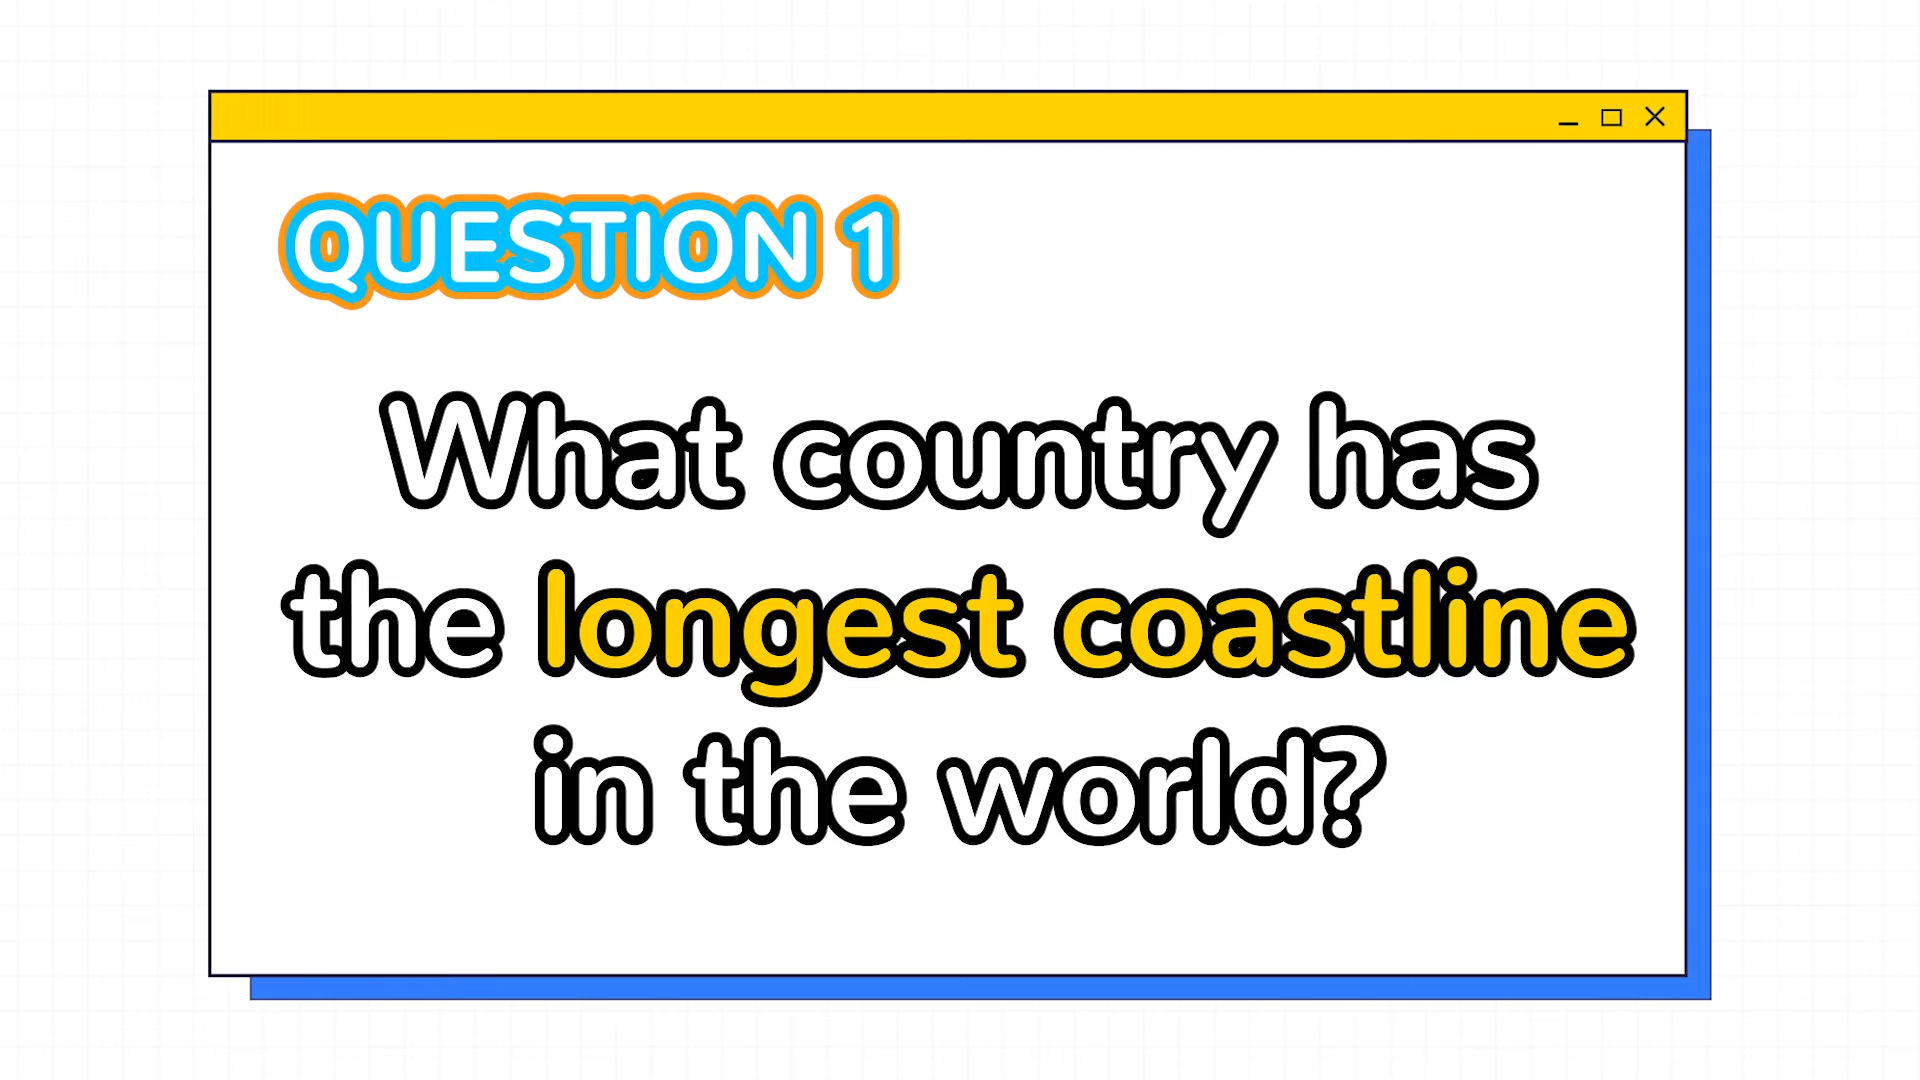 QUESTION 1
What country has
the longest coastline
in the world?